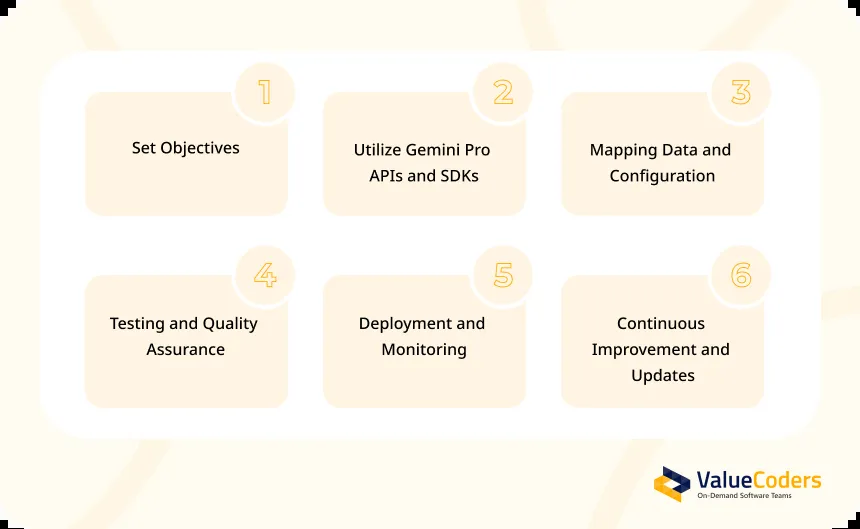 1
Set Objectives
2
Utilize Gemini Pro
APIs and SDKs
3
Mapping Data and
Configuration
4
Testing and Quality
Assurance
5
Deployment and
Monitoring
6
Continuous
Improvement and
Updates
ValueCoders
On-Demand Software Teams